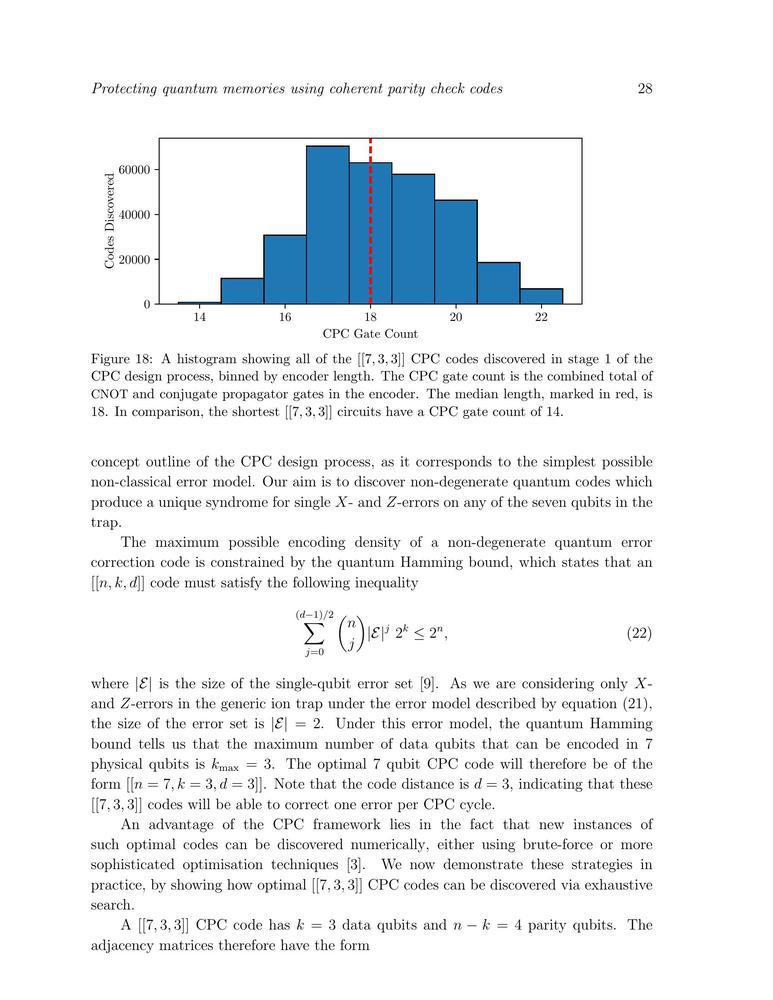 Protecting quantum memories using coherent parity check codes 28
60000
40000
20000
0
Codes Discovered
14 16 18 20 22
CPC Gate Count
Figure 18: A histogram showing all of the [[7, 3, 3]] CPC codes discovered in stage 1 of the
CPC design process, binned by encoder length. The CPC gate count is the combined total of
CNOT and conjugate propagator gates in the encoder. The median length, marked in red, is
18. In comparison, the shortest [[7, 3, 3]] circuits have a CPC gate count of 14.
concept outline of the CPC design process, as it corresponds to the simplest possible
non-classical error model. Our aim is to discover non-degenerate quantum codes which
produce a unique syndrome for single X- and Z-errors on any of the seven qubits in the
trap.
The maximum possible encoding density of a non-degenerate quantum error
correction code is constrained by the quantum Hamming bound, which states that an
[[n, k, d]] code must satisfy the following inequality
(d−1)/2
∑ (n j) |ℰ|^j 2^k ≤ 2^n, (22)
j=0
where |ℰ| is the size of the single-qubit error set [9]. As we are considering only X-
and Z-errors in the generic ion trap under the error model described by equation (21),
the size of the error set is |ℰ| = 2. Under this error model, the quantum Hamming
bound tells us that the maximum number of data qubits that can be encoded in 7
physical qubits is k_max = 3. The optimal 7 qubit CPC code will therefore be of the
form [[n = 7, k = 3, d = 3]]. Note that the code distance is d = 3, indicating that these
[[7, 3, 3]] codes will be able to correct one error per CPC cycle.
An advantage of the CPC framework lies in the fact that new instances of
such optimal codes can be discovered numerically, either using brute-force or more
sophisticated optimisation techniques [3]. We now demonstrate these strategies in
practice, by showing how optimal [[7, 3, 3]] CPC codes can be discovered via exhaustive
search.
A [[7, 3, 3]] CPC code has k = 3 data qubits and n − k = 4 parity qubits. The
adjacency matrices therefore have the form